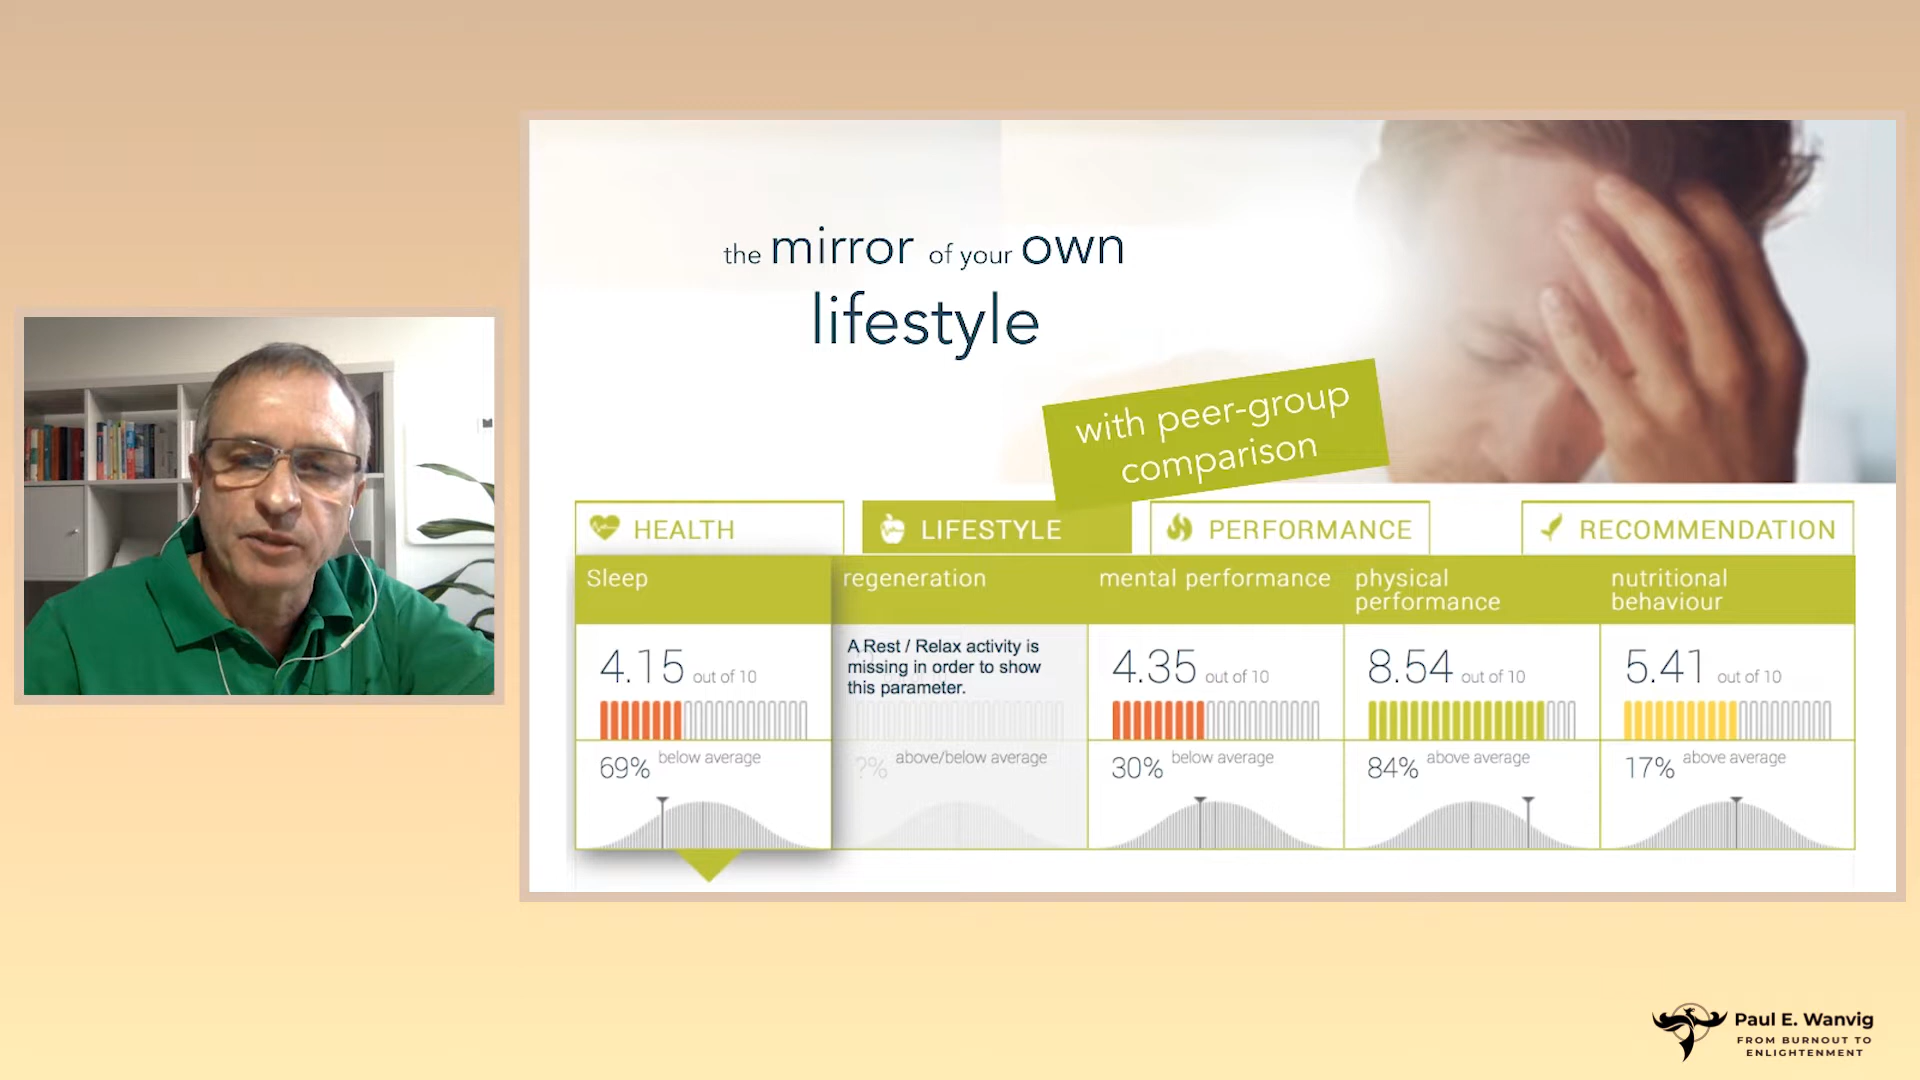 the mirror of your own
lifestyle
with peer-group
comparison
HEALTH
LIFESTYLE
PERFORMANCE
RECOMMENDATION
Sleep
regeneration
mental performance
physical
performance
nutritional
behaviour
4.15 out of 10
A Rest / Relax activity is
missing in order to show
this parameter.
4.35 out of 10
8.54 out of 10
5.41 out of 10
69% below average
?% above/below average
30% below average
84% above average
17% above average
Paul E. Wanvig
FROM BURNOUT TO
ENLIGHTENMENT